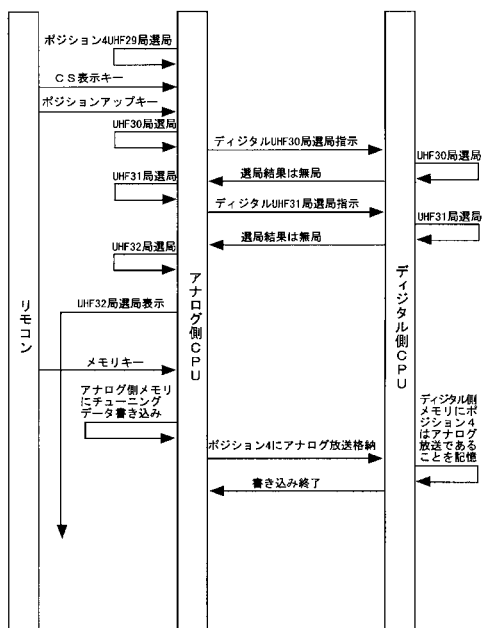 ポジション4UHF29局選局
CS表示キー
ポジションアップキー
UHF30局選局
ディジタルUHF30局選局指示
UHF30局選局
選局結果は無局
UHF31局選局
ディジタルUHF31局選局指示
UHF31局選局
選局結果は無局
UHF32局選局
UHF32局選局表示
リモコン
アナログ側CPU
ディジタル側CPU
メモリキー
アナログ側メモリ
にチューニング
データ書き込み
ディジタル側
メモリにポ
ジション4
はアナログ
放送である
ことを記憶
ポジション4にアナログ放送格納
書き込み終了